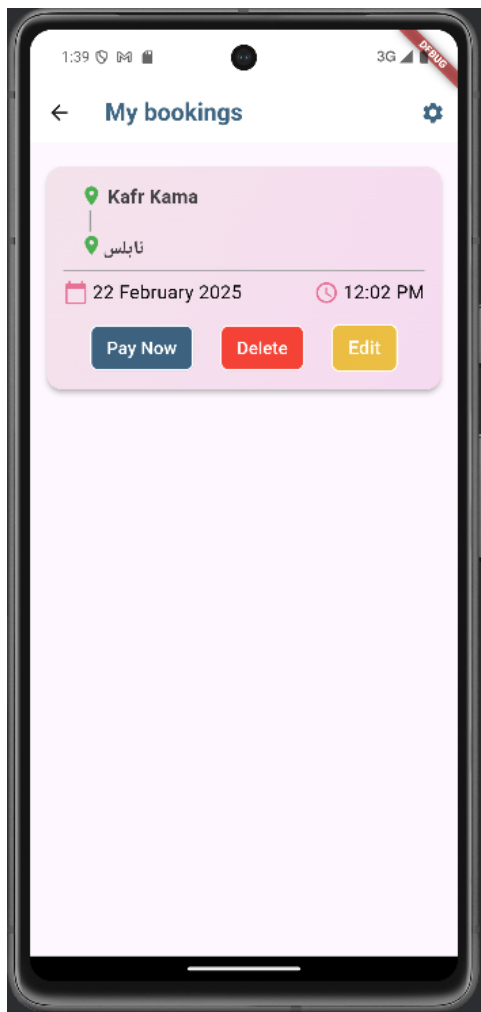 1:39
3G
DEBUG
My bookings
Kafr Kama
نابلس
22 February 2025
12:02 PM
Pay Now
Delete
Edit